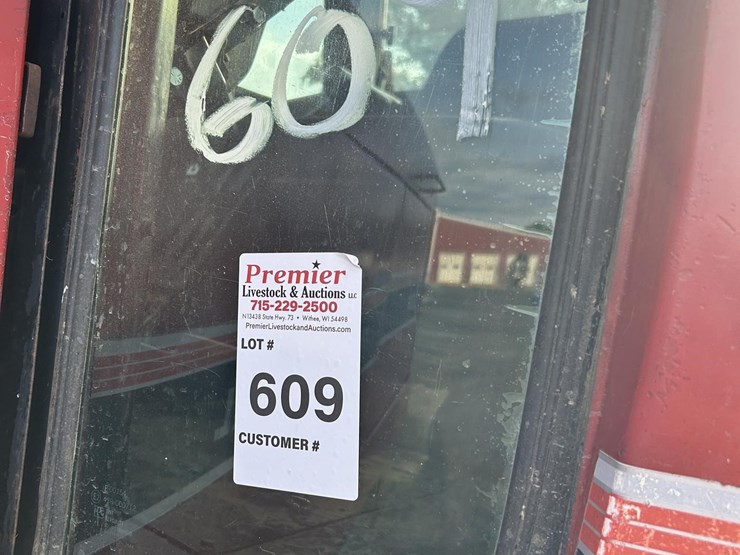 609
Premier
Livestock & Auctions LLC
715-229-2500
N13438 State Hwy. 73 • Withee, WI 54498
PremierLivestockandAuctions.com
LOT #
609
CUSTOMER #